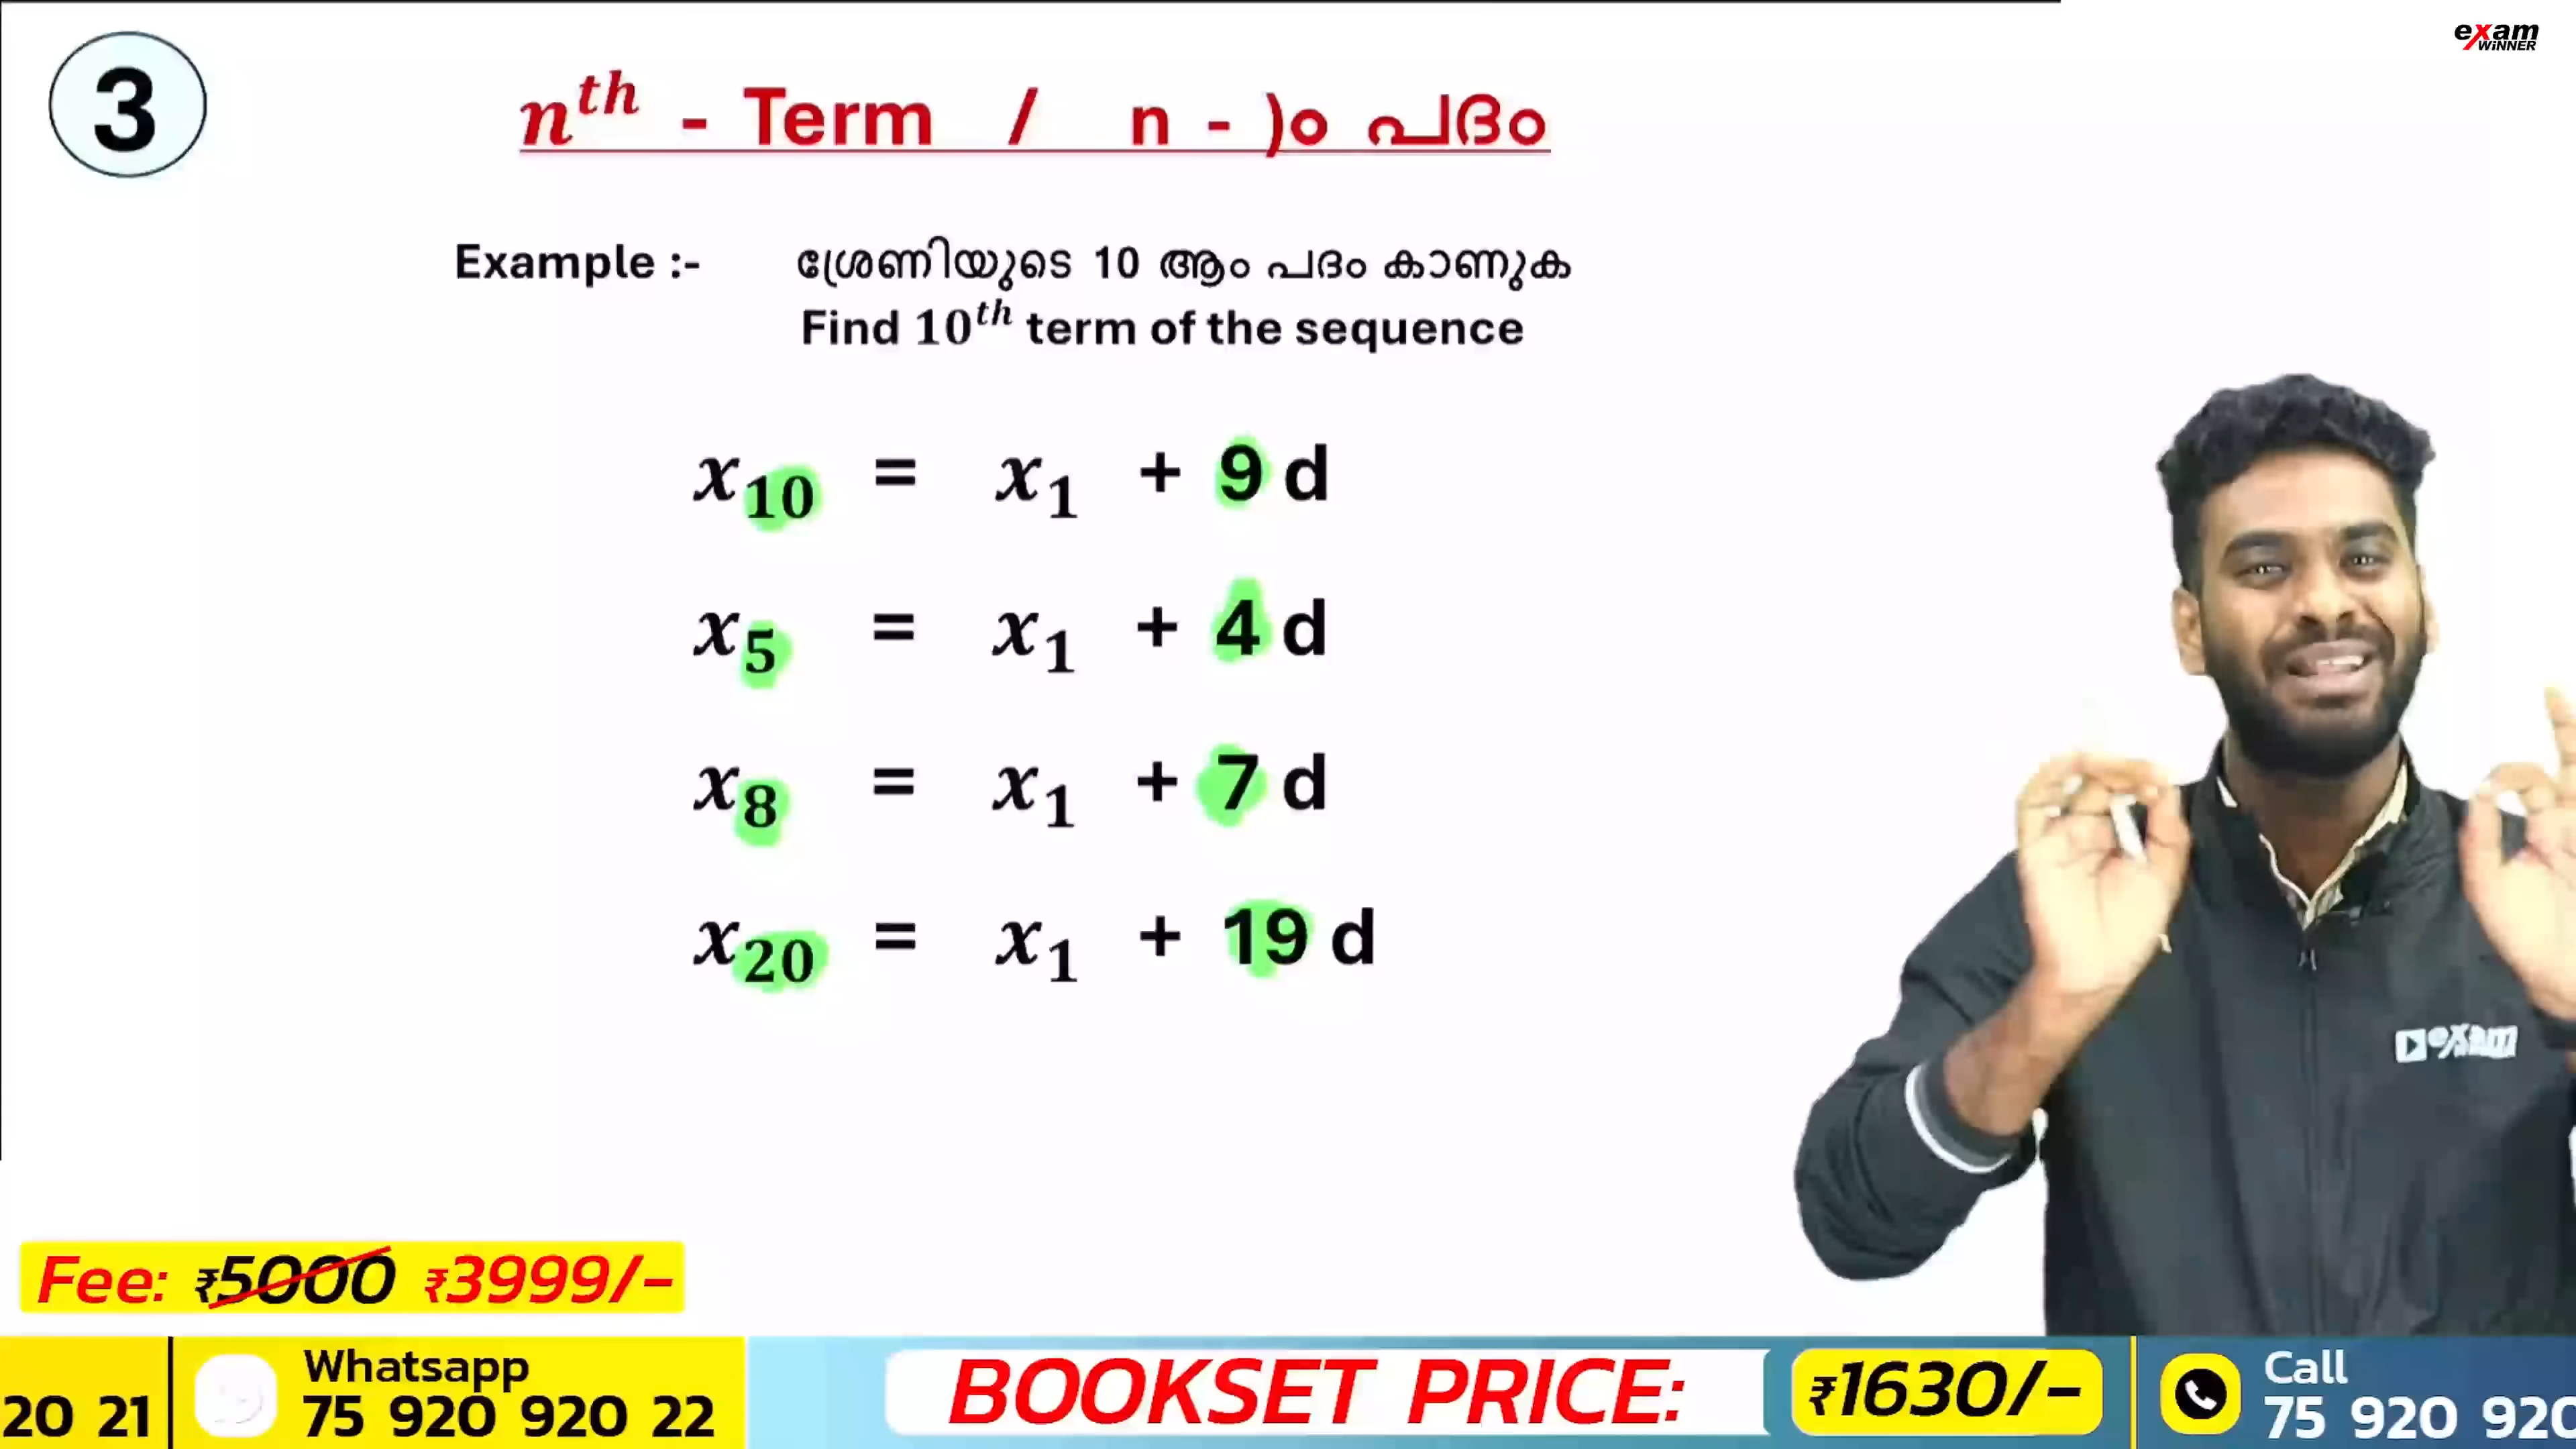 exam
WINNER
3
nth - Term / n - )ം പദം
Example :- ശ്രേണിയുടെ 10 ആം പദം കാണുക
Find 10th term of the sequence
x10 = x1 + 9 d
x5 = x1 + 4 d
x8 = x1 + 7 d
x20 = x1 + 19 d
exam
Fee: ₹5000 ₹3999/-
20 21
Whatsapp
75 920 920 22
BOOKSET PRICE: ₹1630/-
Call
75 920 920